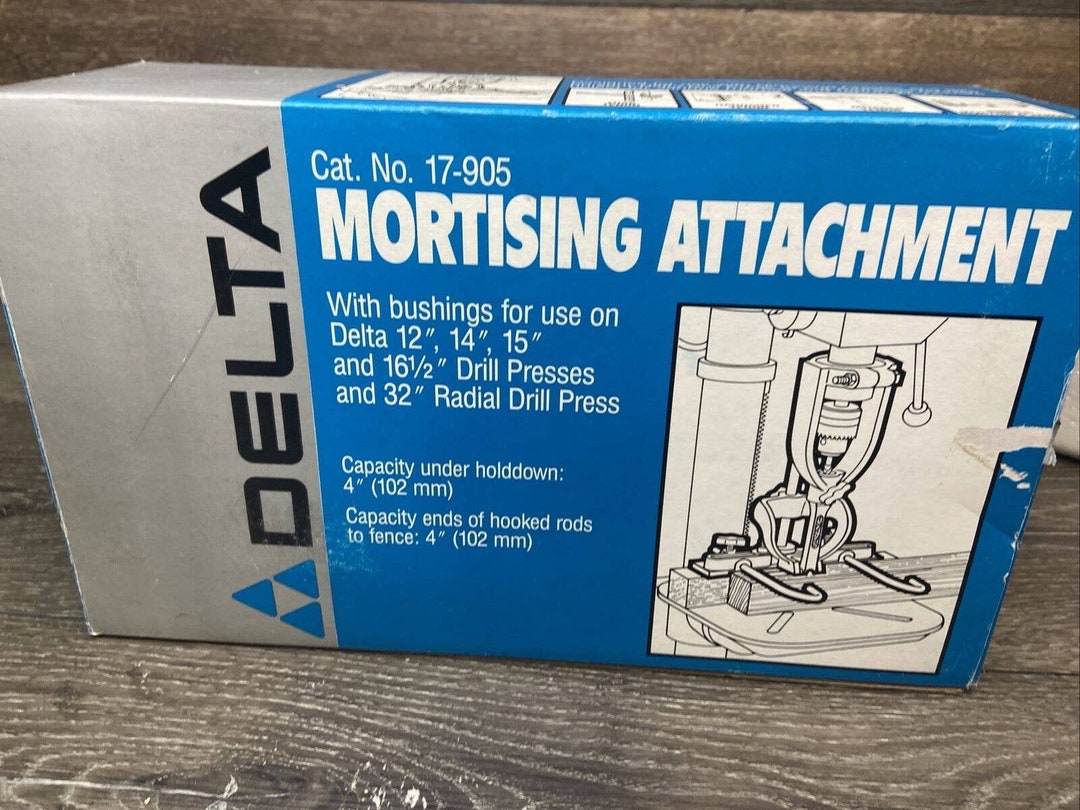 DELTA
Cat. No. 17-905
MORTISING ATTACHMENT
With bushings for use on
Delta 12", 14", 15"
and 16½" Drill Presses
and 32" Radial Drill Press
Capacity under holddown:
4" (102 mm)
Capacity ends of hooked rods
to fence: 4" (102 mm)